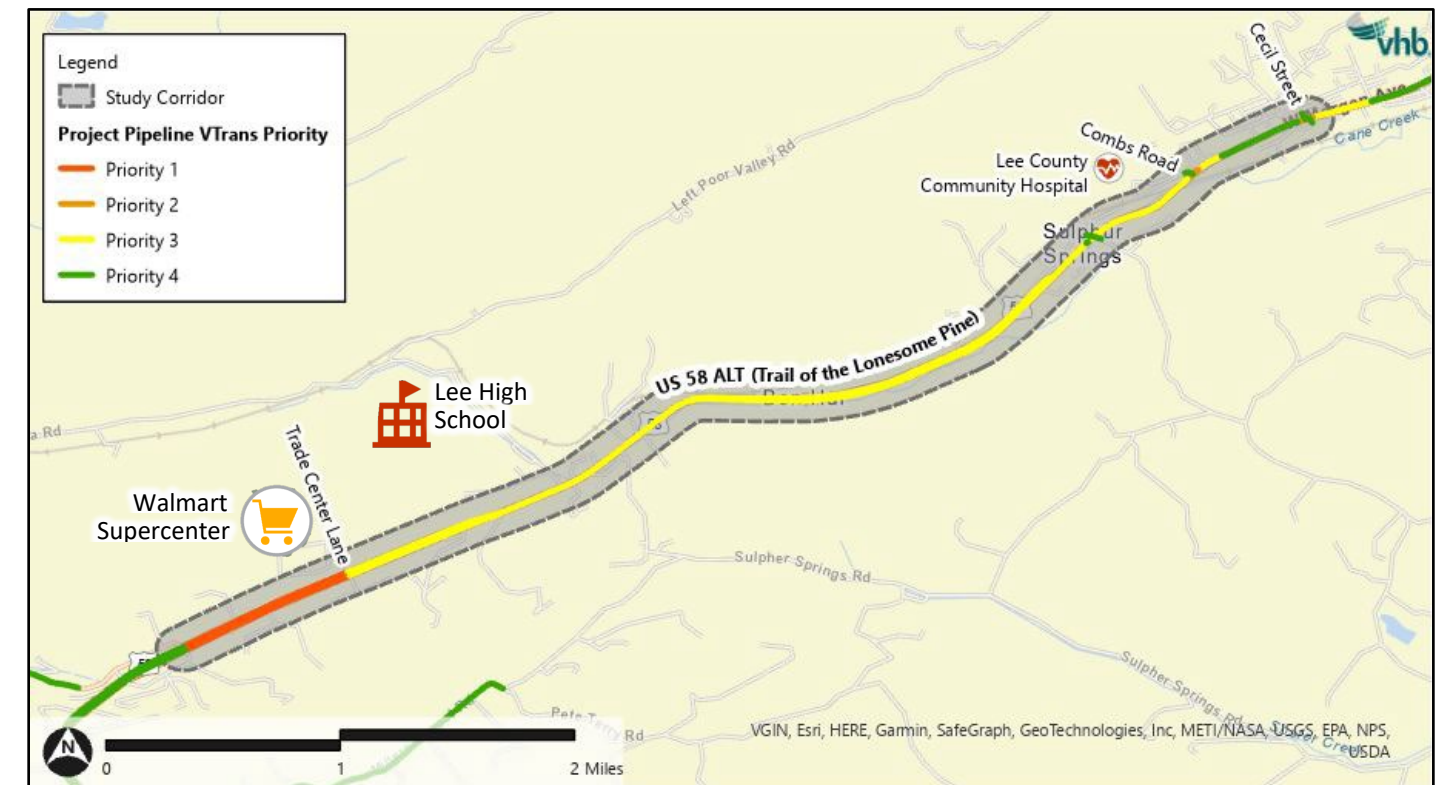 Legend
Study Corridor
Project Pipeline VTrans Priority
Priority 1
Priority 2
Priority 3
Priority 4
vhb
Cecil Street
Cane Creek
Combs Road
Lee County
Community Hospital
Left Poor Valley Rd
Sulphur
Springs
US 58 ALT (Trail of the Lonesome Pine)
Lee High
School
Trade Center Lane
Walmart
Supercenter
Sulpher Springs Rd
Sulpher Springs Rd
Rd
N
0 1 2 Miles
VGIN, Esri, HERE, Garmin, SafeGraph, GeoTechnologies, Inc, METI/NASA, USGS, EPA, NPS,
USDA